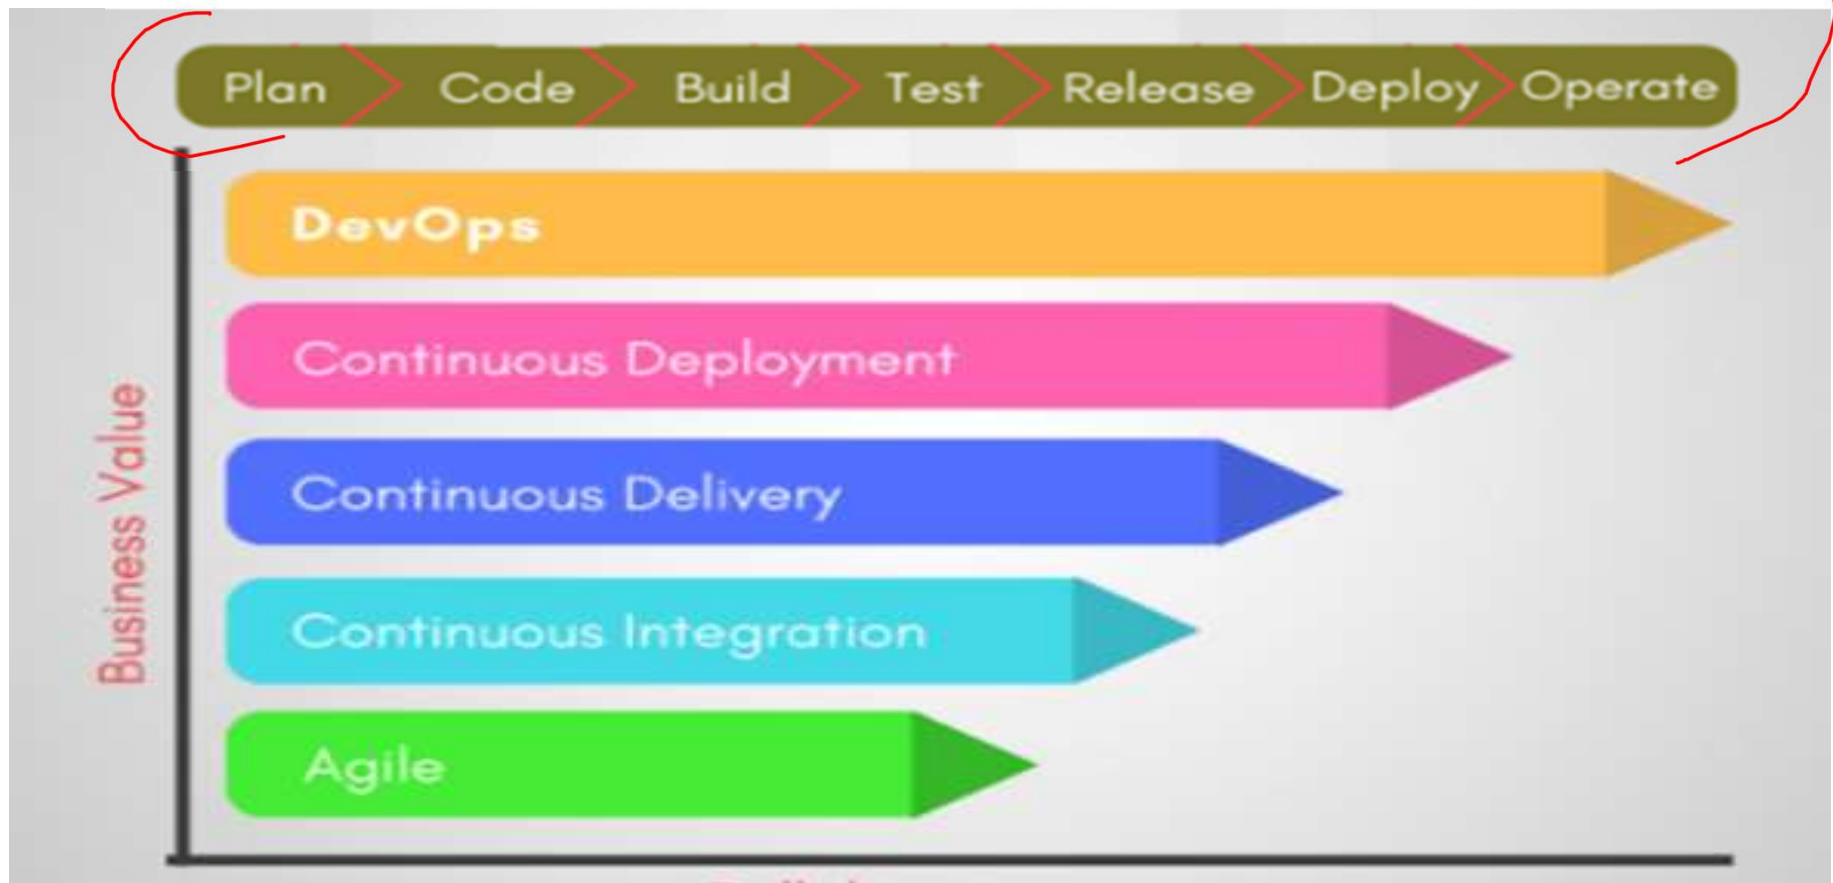 Plan Code Build Test Release Deploy Operate
DevOps
Continuous Deployment
Continuous Delivery
Continuous Integration
Agile
Business Value